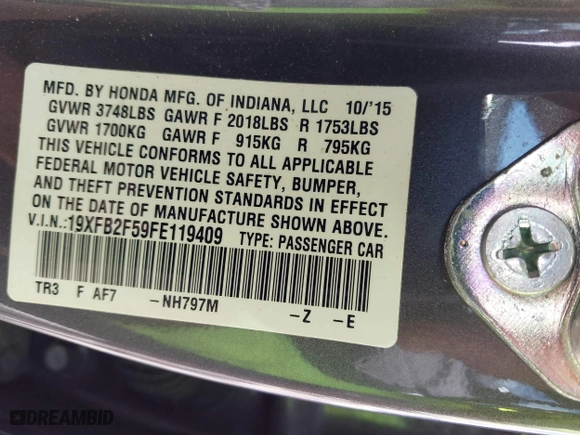 MFD. BY HONDA MFG. OF INDIANA, LLC 10/'15
GVWR 3748LBS GAWR F 2018LBS R 1753LBS
GVWR 1700KG GAWR F 915KG R 795KG
THIS VEHICLE CONFORMS TO ALL APPLICABLE
FEDERAL MOTOR VEHICLE SAFETY, BUMPER,
AND THEFT PREVENTION STANDARDS IN EFFECT
ON THE DATE OF MANUFACTURE SHOWN ABOVE.
V.I.N.:19XFB2F59FE119409 TYPE: PASSENGER CAR
TR3 F AF7 -NH797M -Z -E
DREAMBID